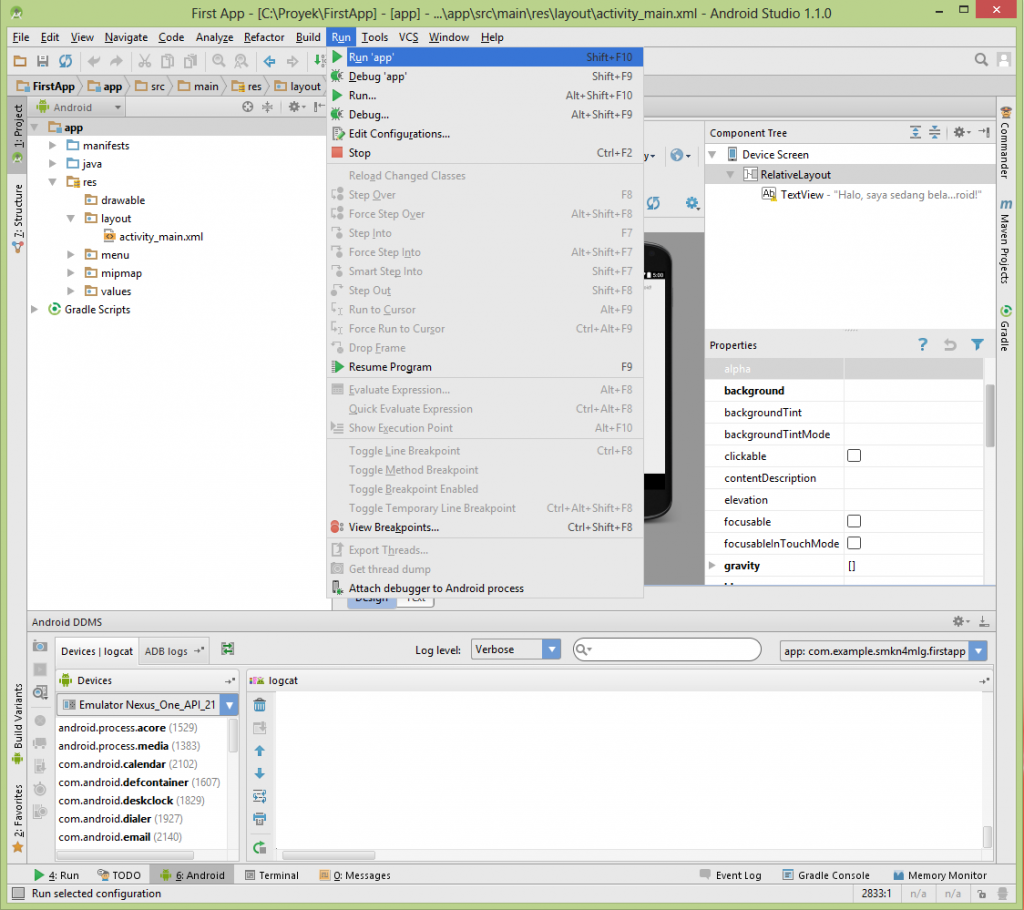 First App - [C:\Proyek\FirstApp] - [app] - ...\app\src\main\res\layout\activity_main.xml - Android Studio 1.1.0
File Edit View Navigate Code Analyze Refactor Build Run Tools VCS Window Help
FirstApp app src main res layout
1: Project
7: Structure
Build Variants
2: Favorites
Android
app
manifests
java
res
drawable
layout
activity_main.xml
menu
mipmap
values
Gradle Scripts
Run 'app' Shift+F10
Debug 'app' Shift+F9
Run... Alt+Shift+F10
Debug... Alt+Shift+F9
Edit Configurations...
Stop Ctrl+F2
Reload Changed Classes
Step Over F8
Force Step Over Alt+Shift+F8
Step Into F7
Force Step Into Alt+Shift+F7
Smart Step Into Shift+F7
Step Out Shift+F8
Run to Cursor Alt+F9
Force Run to Cursor Ctrl+Alt+F9
Drop Frame
Resume Program F9
Evaluate Expression... Alt+F8
Quick Evaluate Expression Ctrl+Alt+F8
Show Execution Point Alt+F10
Toggle Line Breakpoint Ctrl+F8
Toggle Method Breakpoint
Toggle Breakpoint Enabled
Toggle Temporary Line Breakpoint Ctrl+Alt+Shift+F8
View Breakpoints... Ctrl+Shift+F8
Export Threads...
Get thread dump
Attach debugger to Android process
Design Text
5:00
Component Tree
Device Screen
RelativeLayout
Ab TextView - "Halo, saya sedang bela...roid!"
Properties
alpha
background
backgroundTint
backgroundTintMode
clickable
contentDescription
elevation
focusable
focusableInTouchMode
gravity []
Commander
m Maven Projects
Gradle
Android DDMS
Devices | logcat ADB logs Log level: Verbose app: com.example.smkn4mlg.firstapp
Devices
logcat
Emulator Nexus_One_API_21
android.process.acore (1529)
android.process.media (1383)
com.android.calendar (2102)
com.android.defcontainer (1607)
com.android.deskclock (1829)
com.android.dialer (1927)
com.android.email (2140)
4: Run TODO 6: Android Terminal 0: Messages Event Log Gradle Console Memory Monitor
Run selected configuration 2833:1 n/a n/a